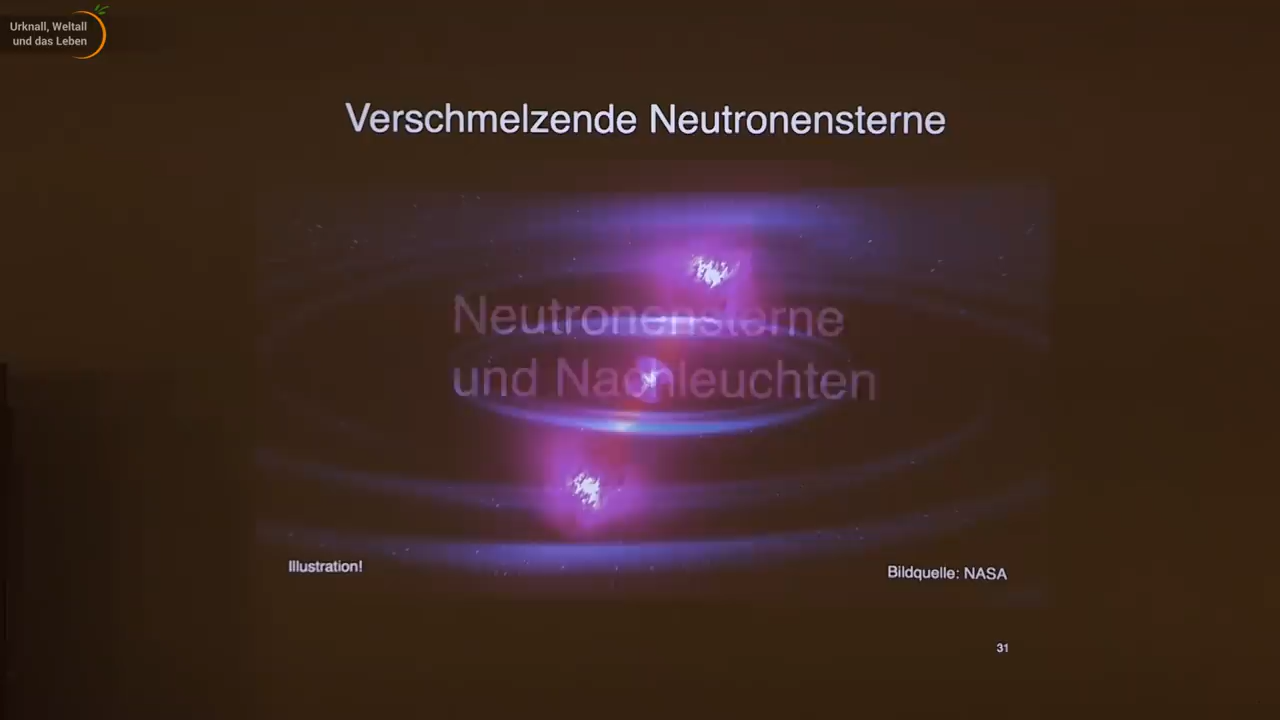 Urknall, Weltall
und das Leben
Verschmelzende Neutronensterne
Neutronensterne
und Nachleuchten
Illustration!
Bildquelle: NASA
31